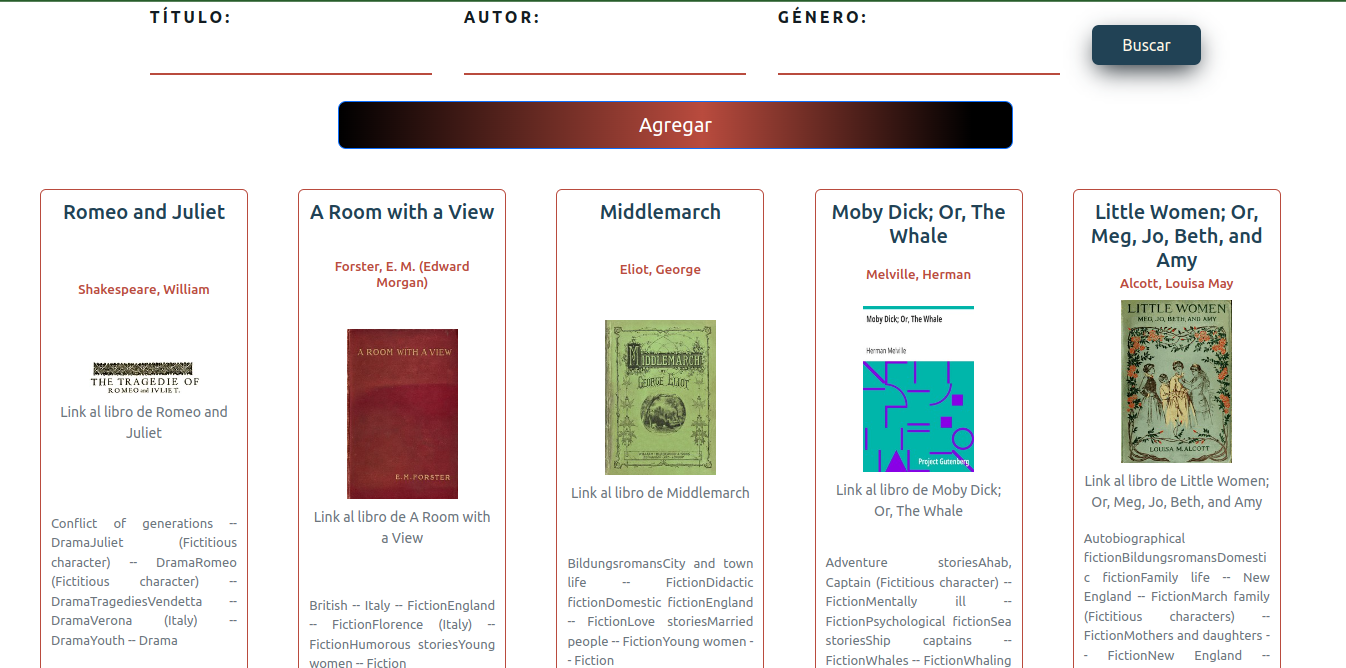 TÍTULO:
AUTOR:
GÉNERO:
Buscar
Agregar
Romeo and Juliet
Shakespeare, William
THE TRAGEDIE OF
ROMEO and IVLIET.
Link al libro de Romeo and
Juliet
Conflict of generations --
DramaJuliet (Fictitious
character) -- DramaRomeo
(Fictitious character) --
DramaTragediesVendetta --
DramaVerona (Italy) --
DramaYouth -- Drama
A Room with a View
Forster, E. M. (Edward
Morgan)
A ROOM WITH A VIEW
E.M.FORSTER
Link al libro de A Room with
a View
British -- Italy -- FictionEngland
-- FictionFlorence (Italy) --
FictionHumorous storiesYoung
women -- Fiction
Middlemarch
Eliot, George
MIDDLEMARCH
BY
GEORGE ELIOT
Link al libro de Middlemarch
BildungsromansCity and town
life -- FictionDidactic
fictionDomestic fictionEngland
-- FictionLove storiesMarried
people -- FictionYoung women -
- Fiction
Moby Dick; Or, The
Whale
Melville, Herman
Moby Dick; Or, The Whale
Herman Melville
Project Gutenberg
Link al libro de Moby Dick;
Or, The Whale
Adventure storiesAhab,
Captain (Fictitious character) --
FictionMentally ill --
FictionPsychological fictionSea
storiesShip captains --
FictionWhales -- FictionWhaling
Little Women; Or,
Meg, Jo, Beth, and
Amy
Alcott, Louisa May
LITTLE WOMEN
MEG, JO, BETH, AND AMY
LOUISA M. ALCOTT
Link al libro de Little Women;
Or, Meg, Jo, Beth, and Amy
Autobiographical
fictionBildungsromansDomesti
c fictionFamily life -- New
England -- FictionMarch family
(Fictitious characters) --
FictionMothers and daughters -
- FictionNew England --